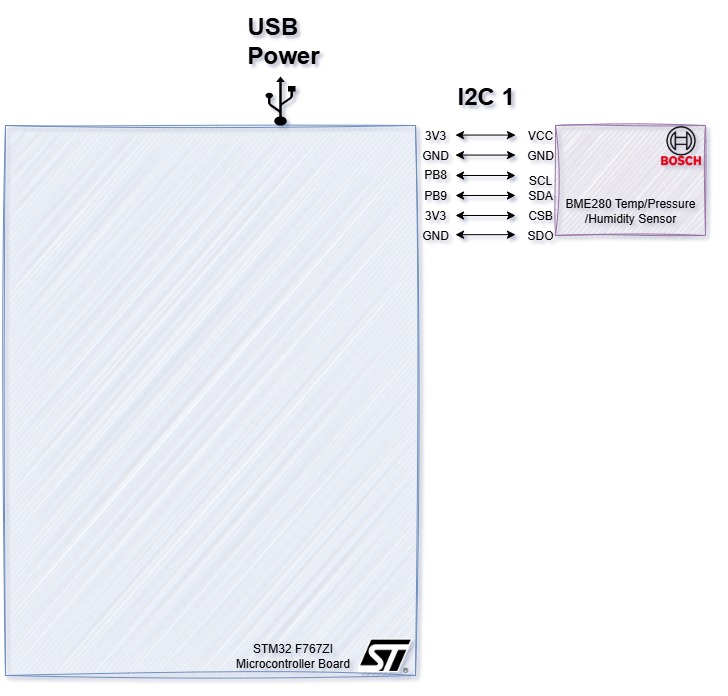 USB
Power
I2C 1
3V3 VCC
GND GND
PB8 SCL
PB9 SDA
3V3 CSB
GND SDO
BOSCH
BME280 Temp/Pressure
/Humidity Sensor
STM32 F767ZI
Microcontroller Board
ST